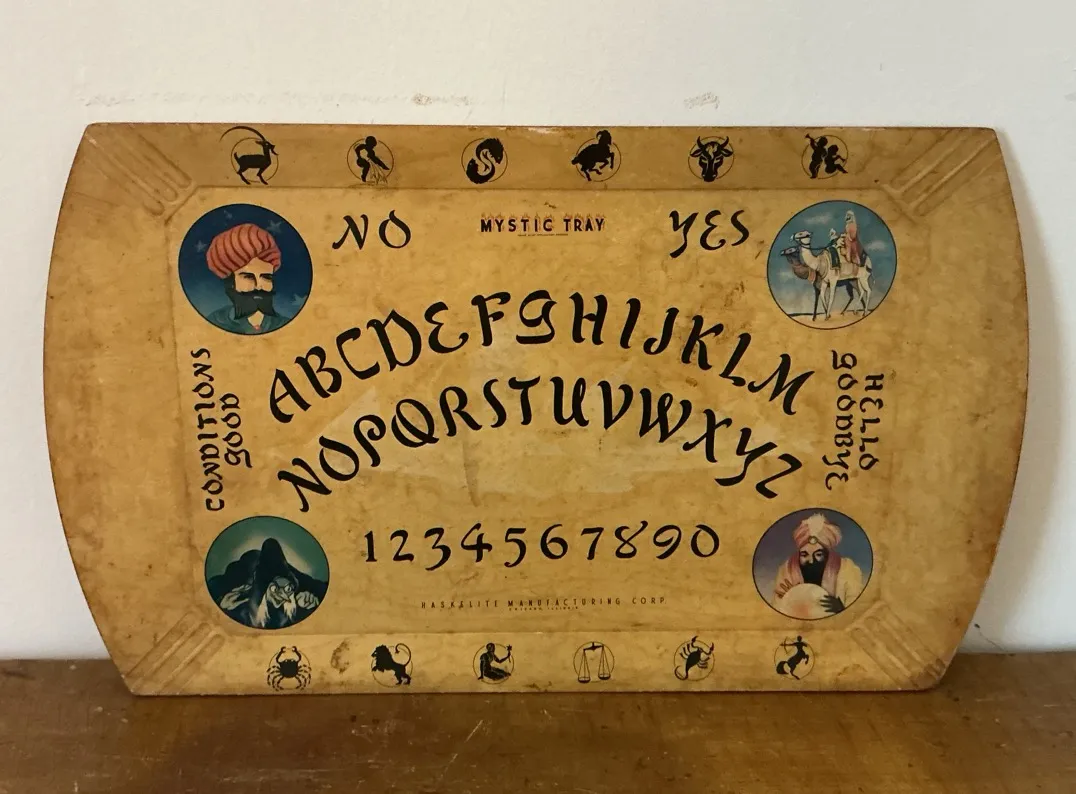 NO
MYSTIC TRAY
YES
ABCDEFGHIJKLM
NOPQRSTUVWXYZ
CONDITIONS
GOOD
HELLO
GOODBYE
1234567890
HASKELITE MANUFACTURING CORP